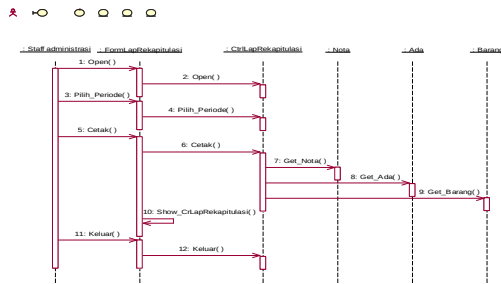 : Staff administrasi
: FormLapRekapitulasi
: CtrlLapRekapitulasi
: Nota
: Ada
: Barang
1: Open( )
2: Open( )
3: Pilih_Periode( )
4: Pilih_Periode( )
5: Cetak( )
6: Cetak( )
7: Get_Nota( )
8: Get_Ada( )
9: Get_Barang( )
10: Show_CrLapRekapitulasi( )
11: Keluar( )
12: Keluar( )